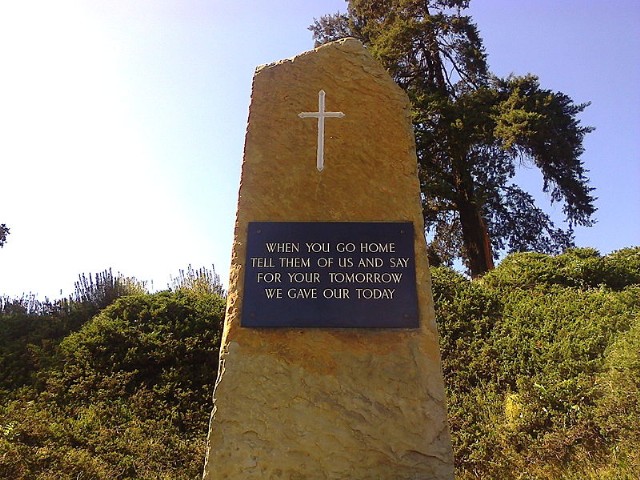 WHEN YOU GO HOME
TELL THEM OF US AND SAY
FOR YOUR TOMORROW
WE GAVE OUR TODAY